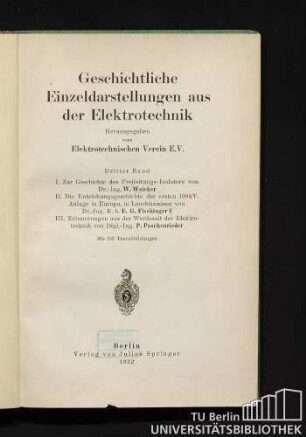 Geschichtliche
Einzeldarstellungen aus
der Elektrotechnik
Herausgegeben
vom
Elektrotechnischen Verein E.V.
Dritter Band
I. Zur Geschichte des Freileitungs-Isolators von
Dr.-Ing. W. Weicker
II. Die Entstehungsgeschichte der ersten 100 kV-
Anlage in Europa, in Lauchhammer von
Dr.-Ing. E. h. E. G. Fischinger †
III. Erinnerungen aus der Werdezeit der Elektro-
technik von Dipl.-Ing. P. Poschenrieder
Mit 137 Textabbildungen
Berlin
Verlag von Julius Springer
1932
TU Berlin
UNIVERSITÄTSBIBLIOTHEK